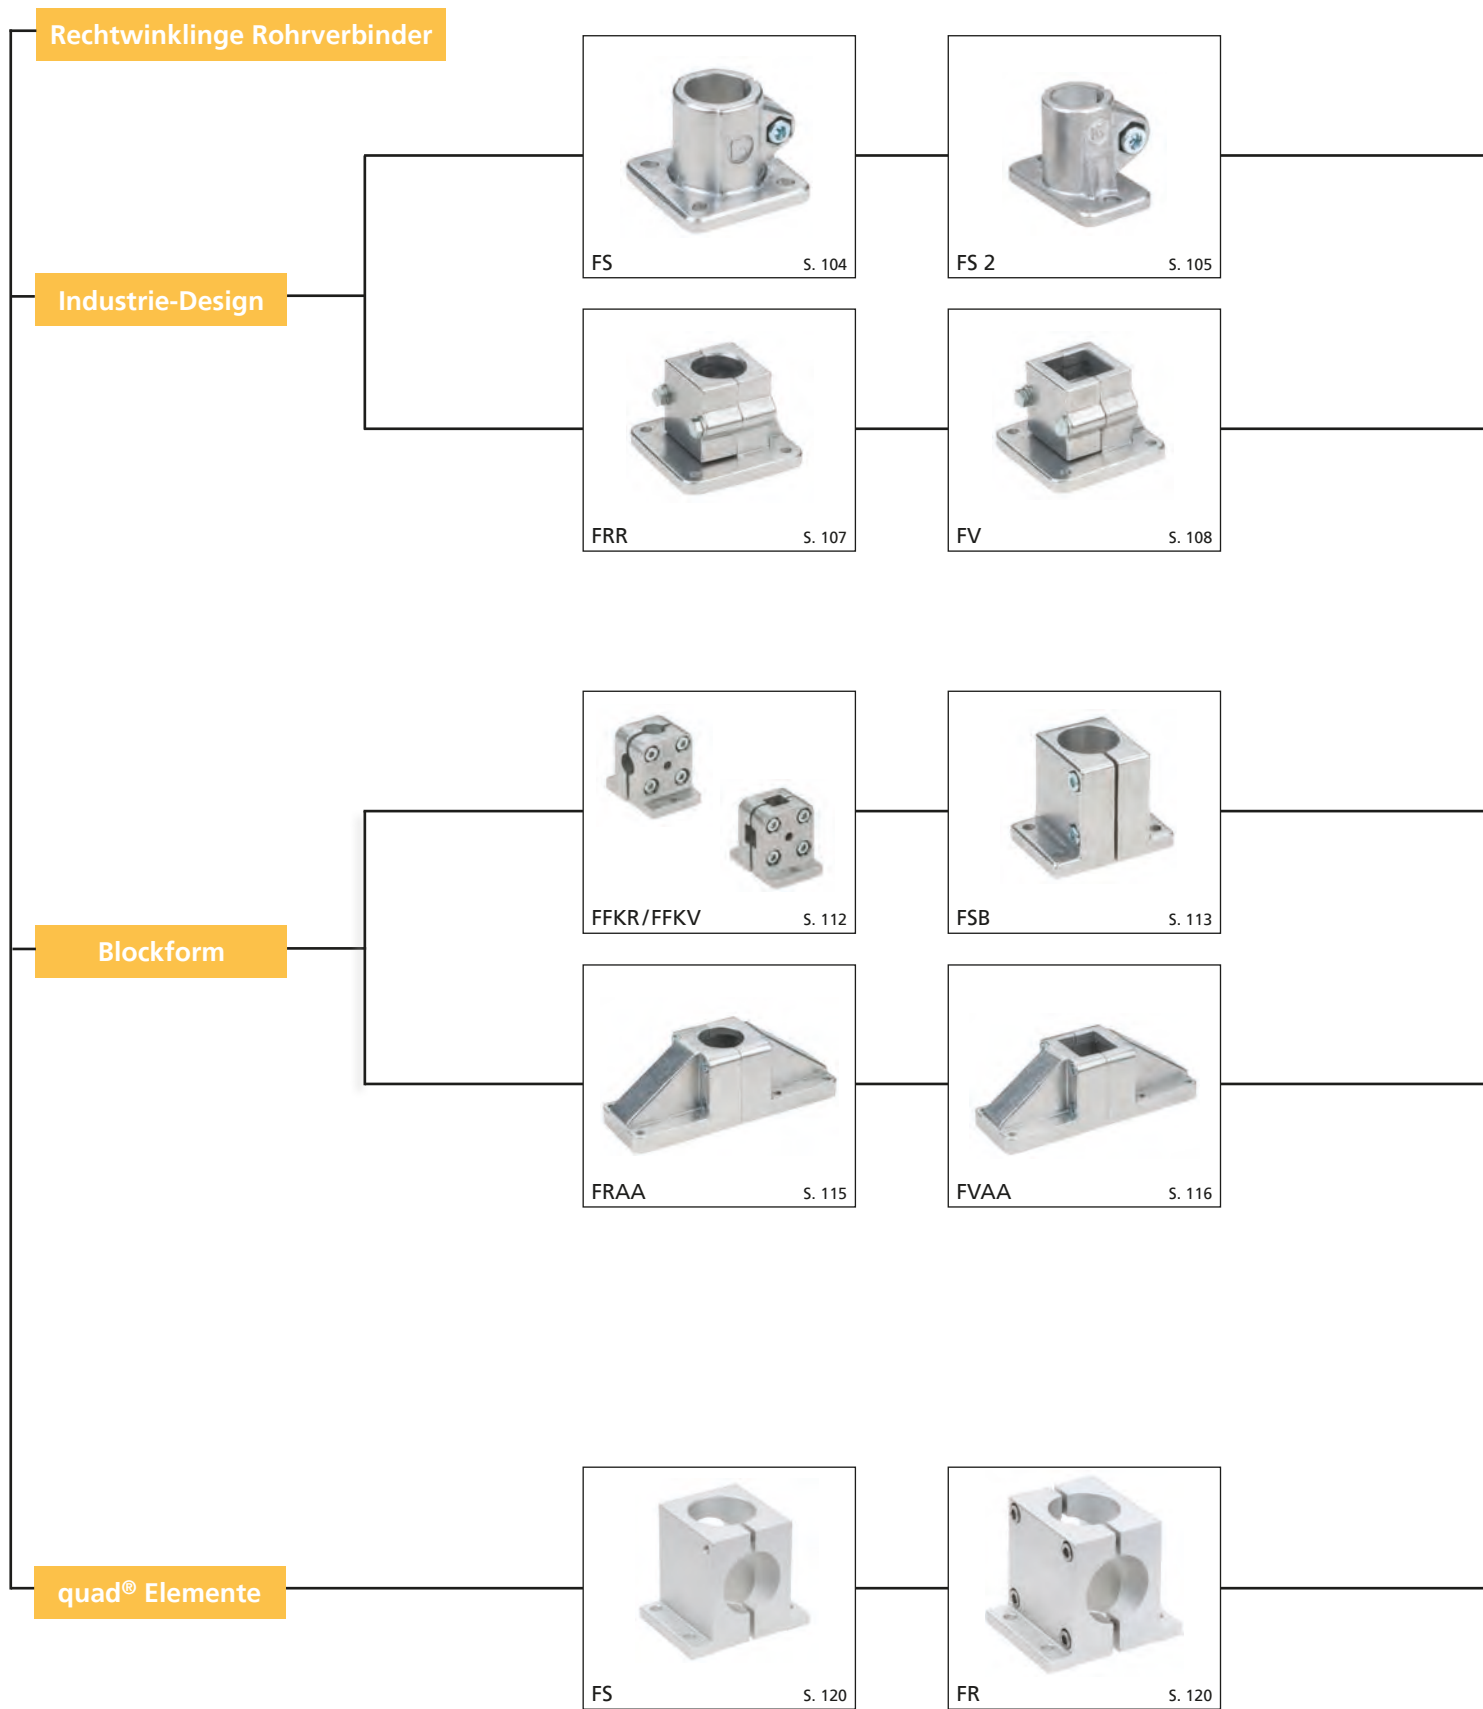 Rechtwinklinge Rohrverbinder
FS S. 104
FS 2 S. 105
Industrie-Design
FRR S. 107
FV S. 108
FFKR/FFKV S. 112
FSB S. 113
Blockform
FRAA S. 115
FVAA S. 116
quad® Elemente
FS S. 120
FR S. 120